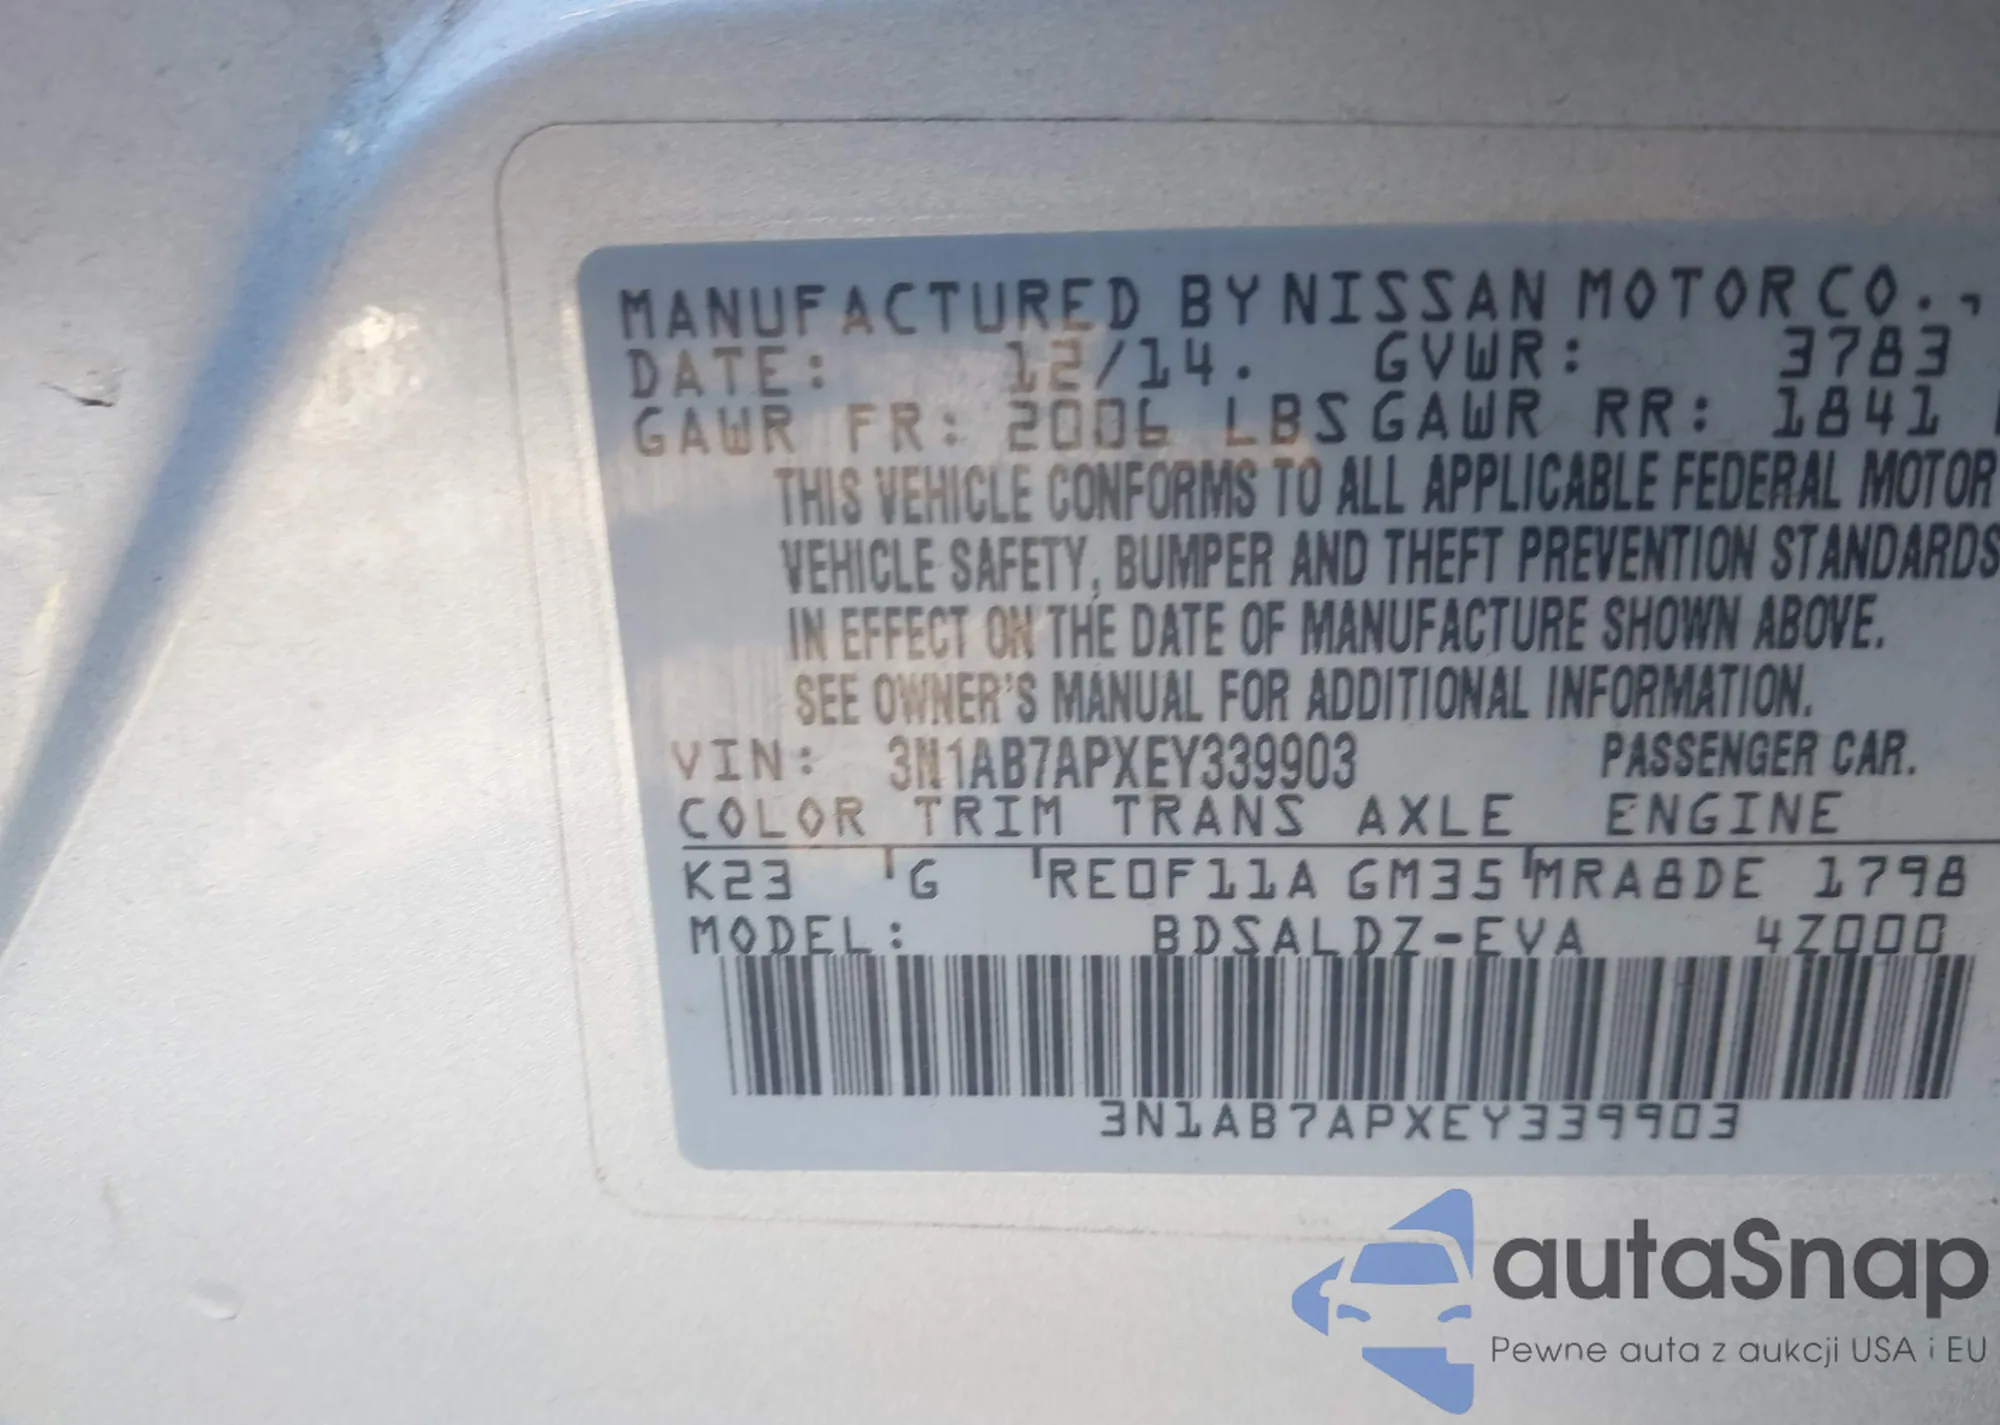 MANUFACTURED BY NISSAN MOTOR CO.,
DATE: 12/14. GVWR: 3783
GAWR FR: 2006 LBS GAWR RR: 1841
THIS VEHICLE CONFORMS TO ALL APPLICABLE FEDERAL MOTOR
VEHICLE SAFETY, BUMPER AND THEFT PREVENTION STANDARDS
IN EFFECT ON THE DATE OF MANUFACTURE SHOWN ABOVE.
SEE OWNER'S MANUAL FOR ADDITIONAL INFORMATION.
VIN: 3N1AB7APXEY339903 PASSENGER CAR.
COLOR TRIM TRANS AXLE ENGINE
K23 G RE0F11A GM35 MRA8DE 1798
MODEL: BDSALDZ-EVA 4Z000
3N1AB7APXEY339903
autaSnap
Pewne auta z aukcji USA i EU